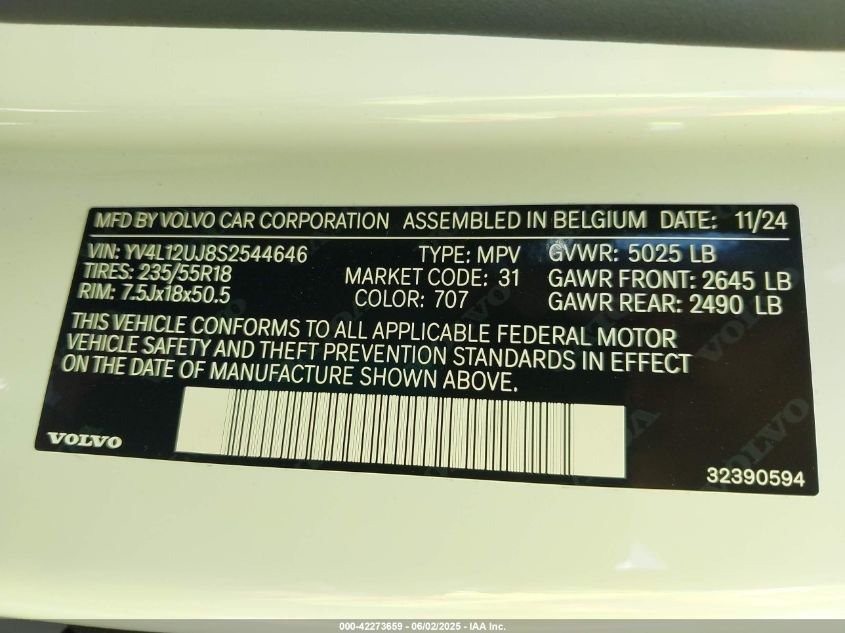 MFD BY VOLVO CAR CORPORATION ASSEMBLED IN BELGIUM DATE: 11/24
VIN: YV4L12UJ8S2544646 TYPE: MPV GVWR: 5025 LB
TIRES: 235/55R18 MARKET CODE: 31 GAWR FRONT: 2645 LB
RIM: 7.5Jx18x50.5 COLOR: 707 GAWR REAR: 2490 LB
THIS VEHICLE CONFORMS TO ALL APPLICABLE FEDERAL MOTOR
VEHICLE SAFETY AND THEFT PREVENTION STANDARDS IN EFFECT
ON THE DATE OF MANUFACTURE SHOWN ABOVE.
VOLVO
32390594
000-42273659 - 06/02/2025 - IAA Inc.